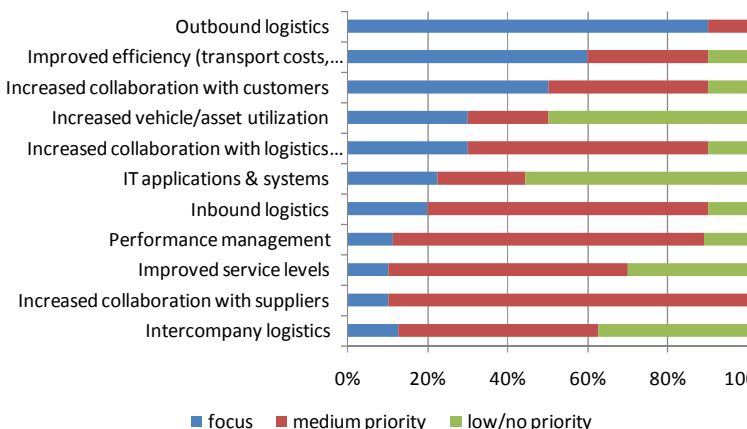 Outbound logistics
Improved efficiency (transport costs,...
Increased collaboration with customers
Increased vehicle/asset utilization
Increased collaboration with logistics...
IT applications & systems
Inbound logistics
Performance management
Improved service levels
Increased collaboration with suppliers
Intercompany logistics
0% 20% 40% 60% 80% 100
focus medium priority low/no priority